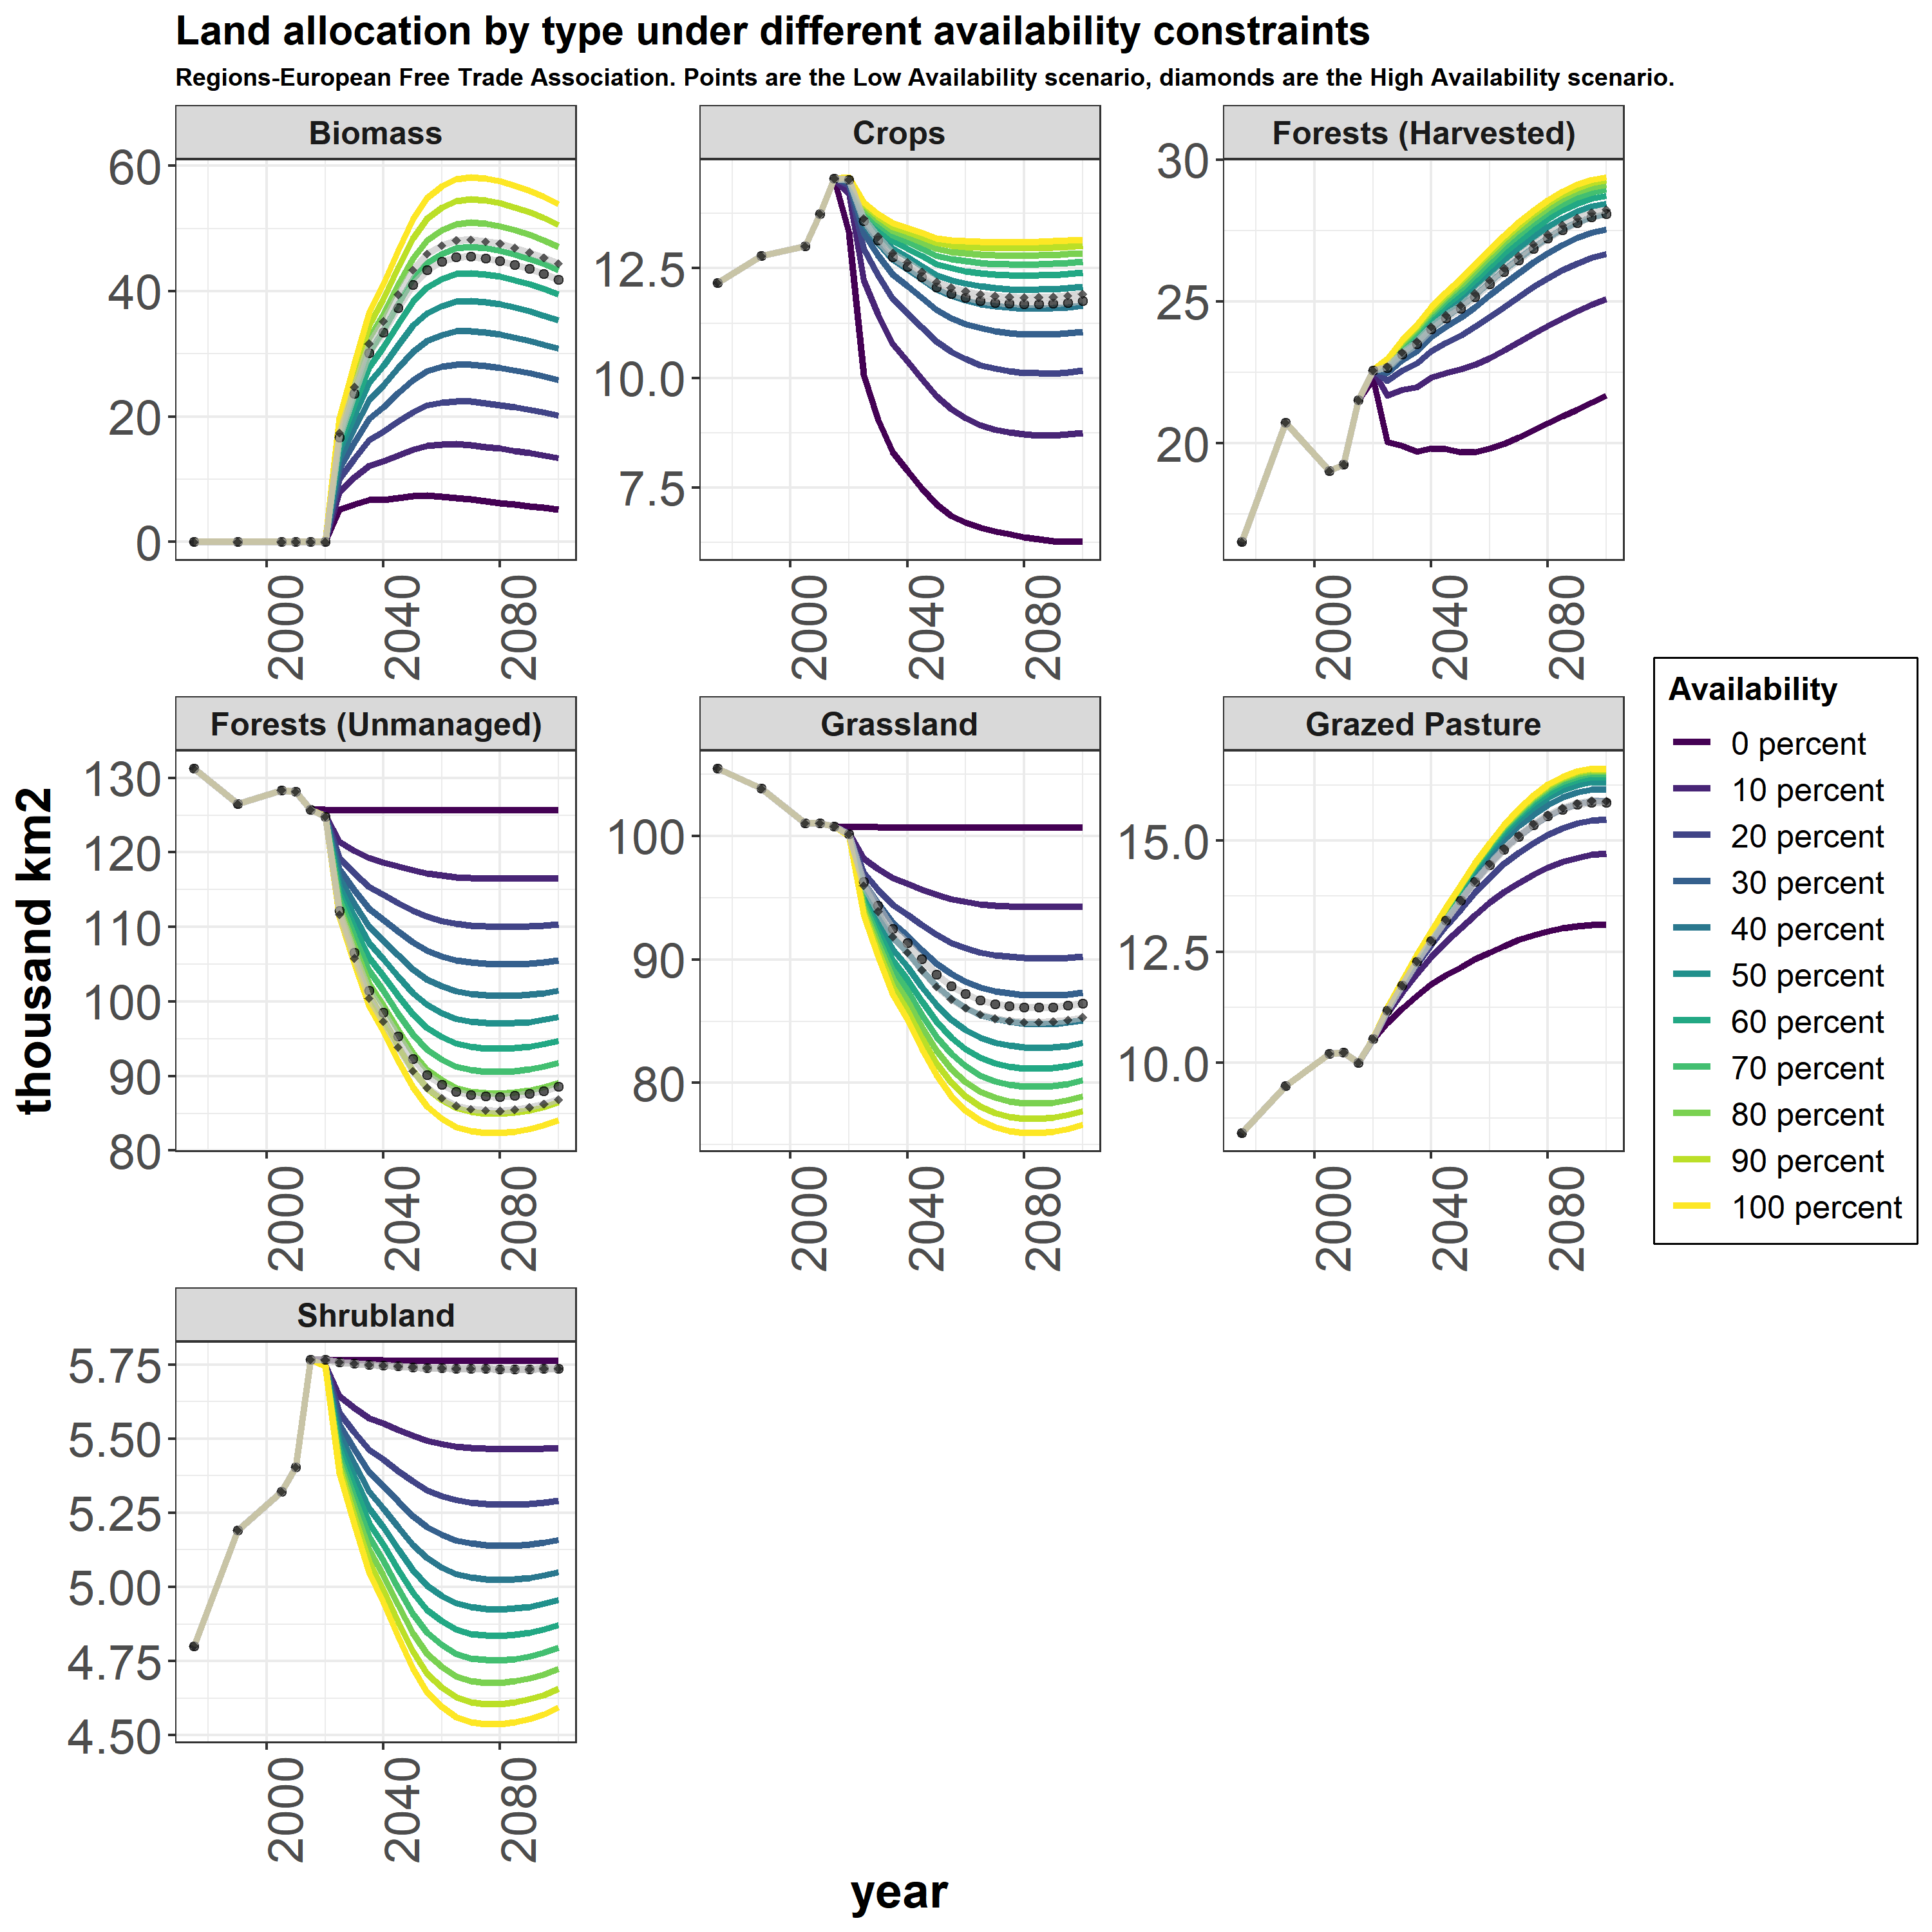 Land allocation by type under different availability constraints
Regions-European Free Trade Association. Points are the Low Availability scenario, diamonds are the High Availability scenario.
Biomass
Crops
Forests (Harvested)
60
40
20
0
12.5
10.0
7.5
30
25
20
2000
2040
2080
2000
2040
2080
2000
2040
2080
Forests (Unmanaged)
Grassland
Grazed Pasture
130
120
110
100
90
80
100
90
80
15.0
12.5
10.0
2000
2040
2080
2000
2040
2080
2000
2040
2080
Shrubland
5.75
5.50
5.25
5.00
4.75
4.50
2000
2040
2080
thousand km2
year
Availability
0 percent
10 percent
20 percent
30 percent
40 percent
50 percent
60 percent
70 percent
80 percent
90 percent
100 percent